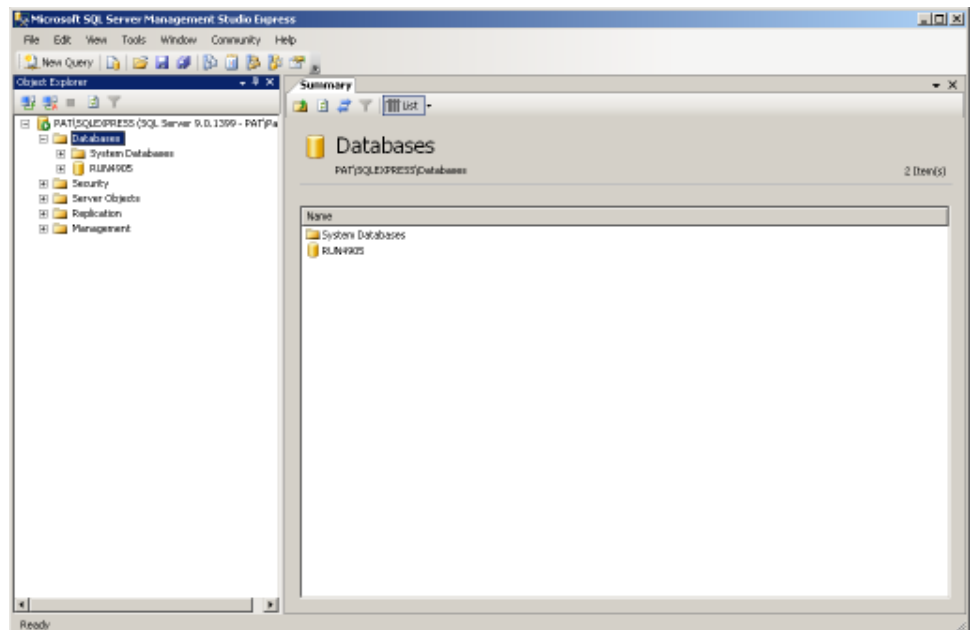 Microsoft SQL Server Management Studio Express
File Edit View Tools Window Community Help
New Query
Object Explorer
Summary
List
PAT\SQLEXPRESS (SQL Server 9.0.1399 - PAT\Pa
Databases
System Databases
RUN4905
Security
Server Objects
Replication
Management
Databases
PAT\SQLEXPRESS\Databases
2 Item(s)
Name
System Databases
RUN4905
Ready